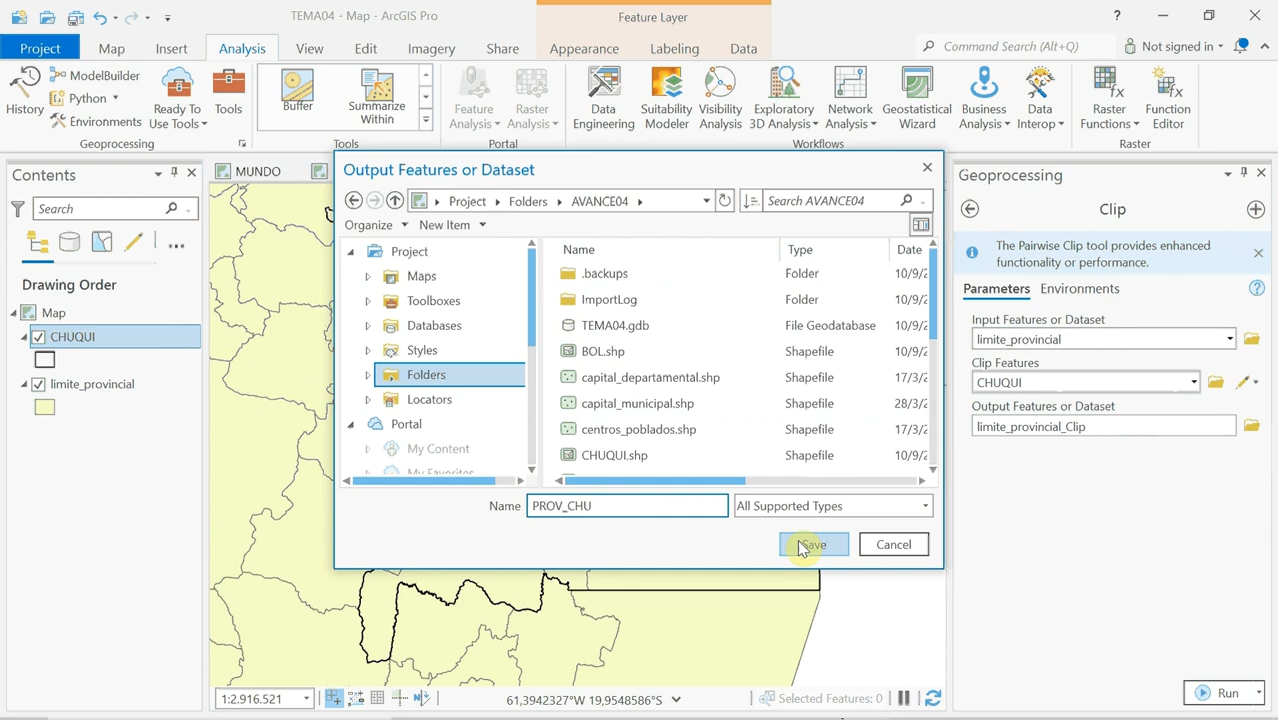 TEMA04 - Map - ArcGIS Pro
Feature Layer
?
Project
Map
Insert
Analysis
View
Edit
Imagery
Share
Appearance
Labeling
Data
Command Search (Alt+Q)
Not signed in
History
ModelBuilder
Python
Environments
Ready To
Use Tools
Tools
Buffer
Summarize
Within
Feature
Analysis
Raster
Analysis
Data
Engineering
Suitability
Modeler
Visibility
Analysis
Exploratory
3D Analysis
Network
Analysis
Geostatistical
Wizard
Business
Analysis
Data
Interop
Raster
Functions
Function
Editor
Geoprocessing
Tools
Portal
Workflows
Raster
Contents
Search
Drawing Order
Map
CHUQUI
limite_provincial
MUNDO
Output Features or Dataset
Project
Folders
AVANCE04
Search AVANCE04
Organize
New Item
Project
Maps
Toolboxes
Databases
Styles
Folders
Locators
Portal
My Content
My Favorites
Name Type Date
.backups Folder 10/9/2
ImportLog Folder 10/9/2
TEMA04.gdb File Geodatabase 10/9/2
BOL.shp Shapefile 10/9/2
capital_departamental.shp Shapefile 17/3/2
capital_municipal.shp Shapefile 28/3/2
centros_poblados.shp Shapefile 17/3/2
CHUQUI.shp Shapefile 10/9/2
Name PROV_CHU All Supported Types
Save Cancel
Geoprocessing
Clip
The Pairwise Clip tool provides enhanced
functionality or performance.
Parameters Environments
?
Input Features or Dataset
limite_provincial
Clip Features
CHUQUI
Output Features or Dataset
limite_provincial_Clip
1:2.916.521
61,3942327°W 19,9548586°S
Selected Features: 0
Run